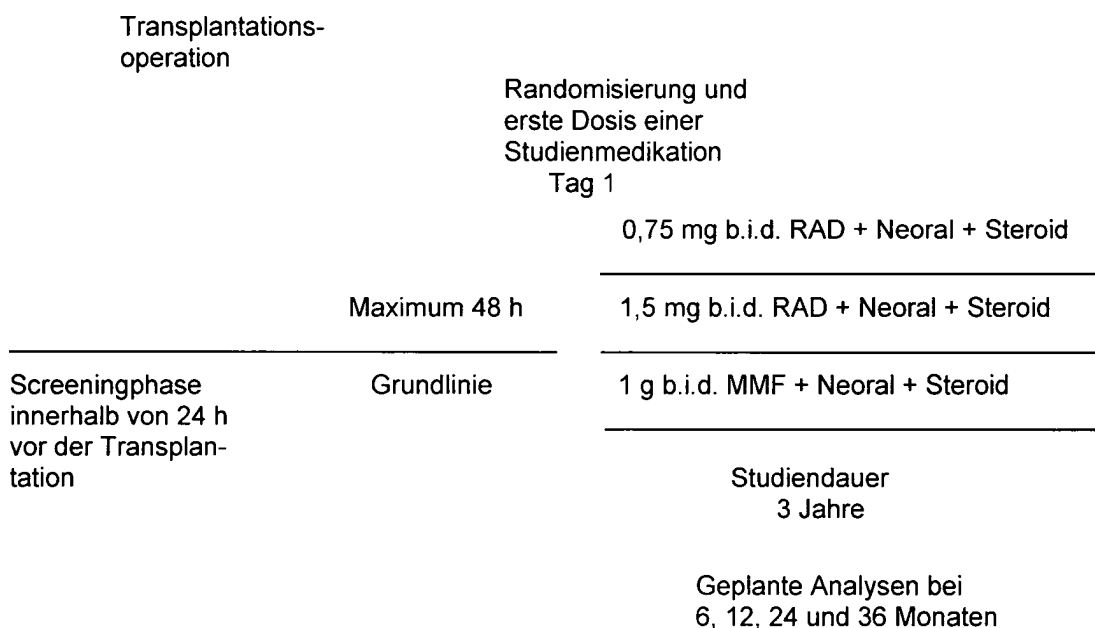 Transplantations-
operation
Randomisierung und
erste Dosis einer
Studienmedikation
Tag 1
0,75 mg b.i.d. RAD + Neoral + Steroid
Maximum 48 h
1,5 mg b.i.d. RAD + Neoral + Steroid
Screeningphase
innerhalb von 24 h
vor der Transplan-
tation
Grundlinie
1 g b.i.d. MMF + Neoral + Steroid
Studiendauer
3 Jahre
Geplante Analysen bei
6, 12, 24 und 36 Monaten